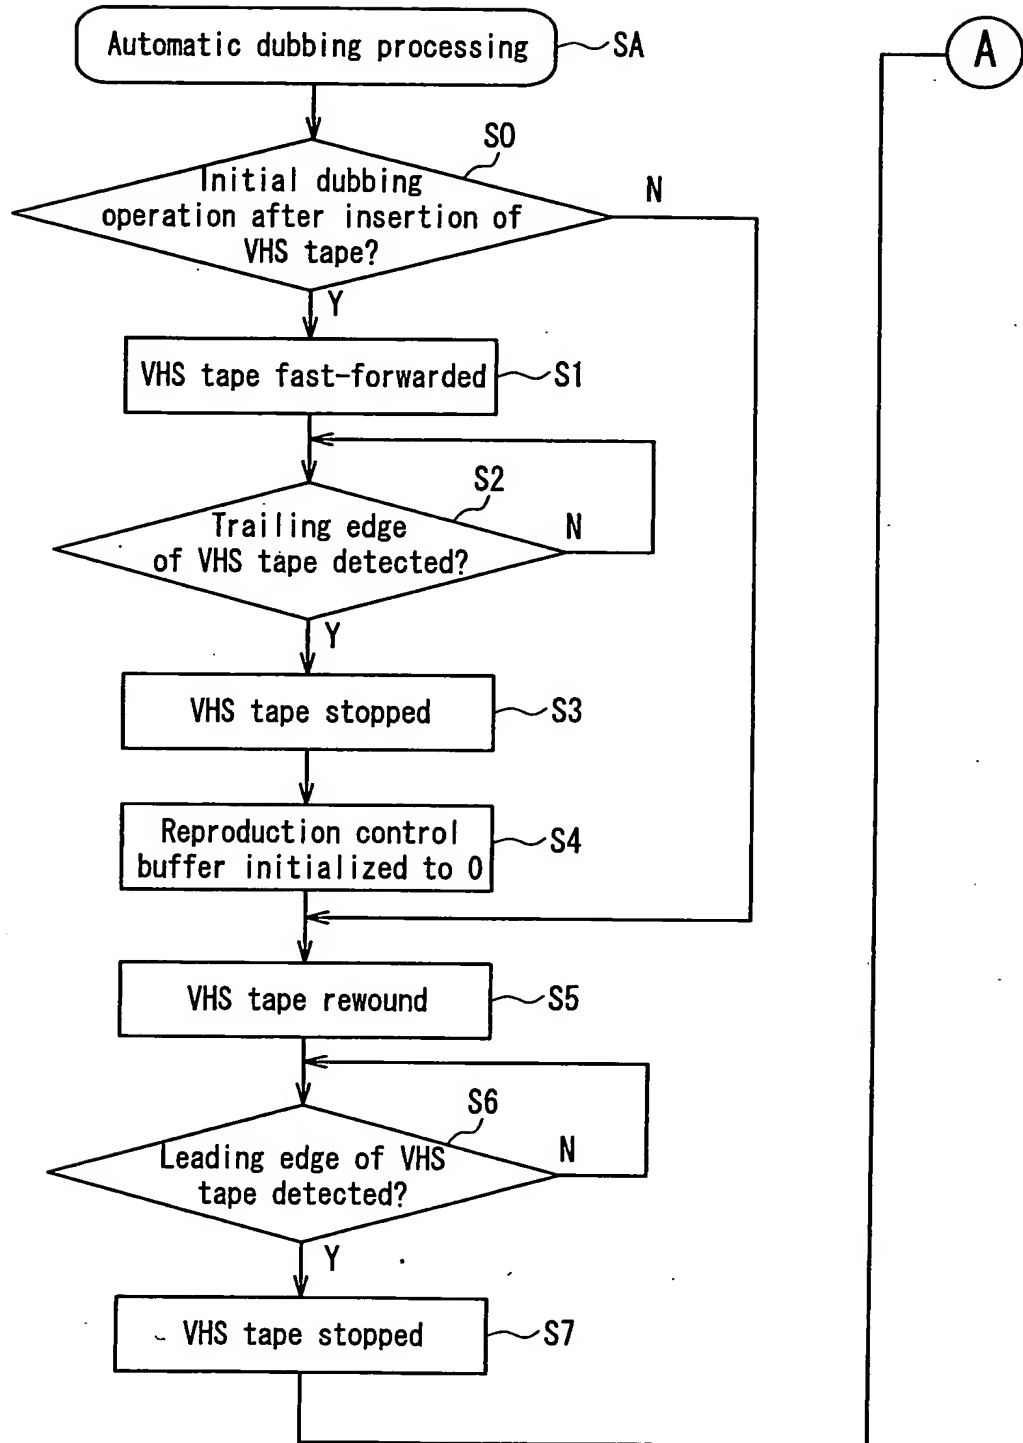 Automatic dubbing processing
SA
A
S0
Initial dubbing
operation after insertion of
VHS tape?
N
Y
VHS tape fast-forwarded
S1
S2
Trailing edge
of VHS tape detected?
N
Y
VHS tape stopped
S3
Reproduction control
buffer initialized to 0
S4
VHS tape rewound
S5
S6
Leading edge of VHS
tape detected?
N
Y
VHS tape stopped
S7